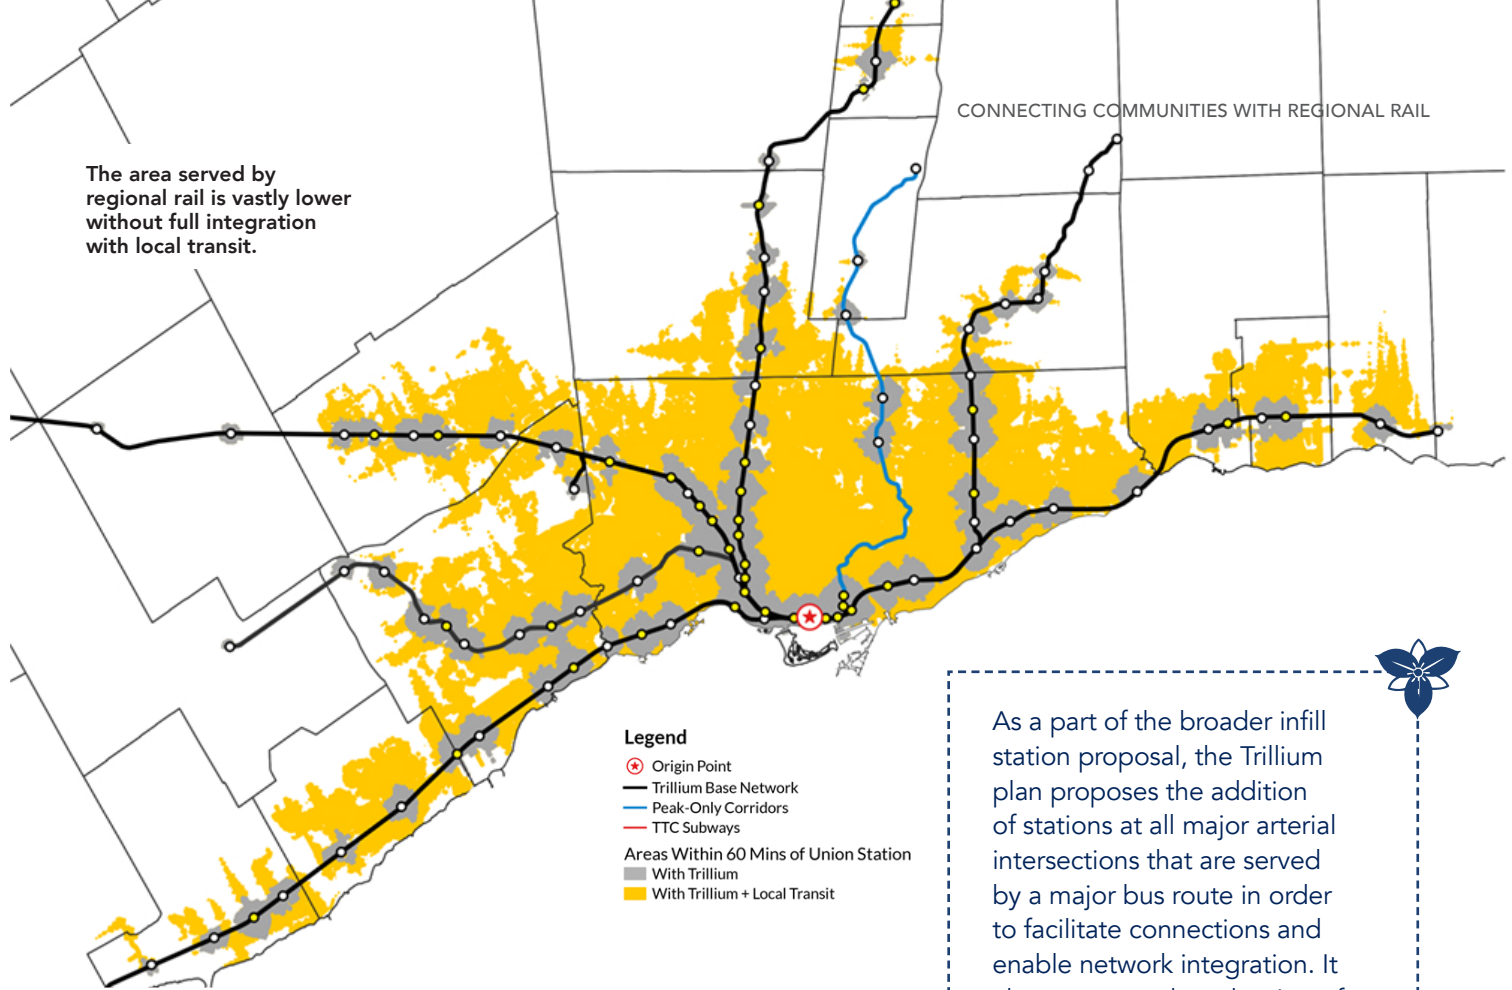 CONNECTING COMMUNITIES WITH REGIONAL RAIL
The area served by
regional rail is vastly lower
without full integration
with local transit.
Legend
Origin Point
Trillium Base Network
Peak-Only Corridors
TTC Subways
Areas Within 60 Mins of Union Station
With Trillium
With Trillium + Local Transit
As a part of the broader infill
station proposal, the Trillium
plan proposes the addition
of stations at all major arterial
intersections that are served
by a major bus route in order
to facilitate connections and
enable network integration. It